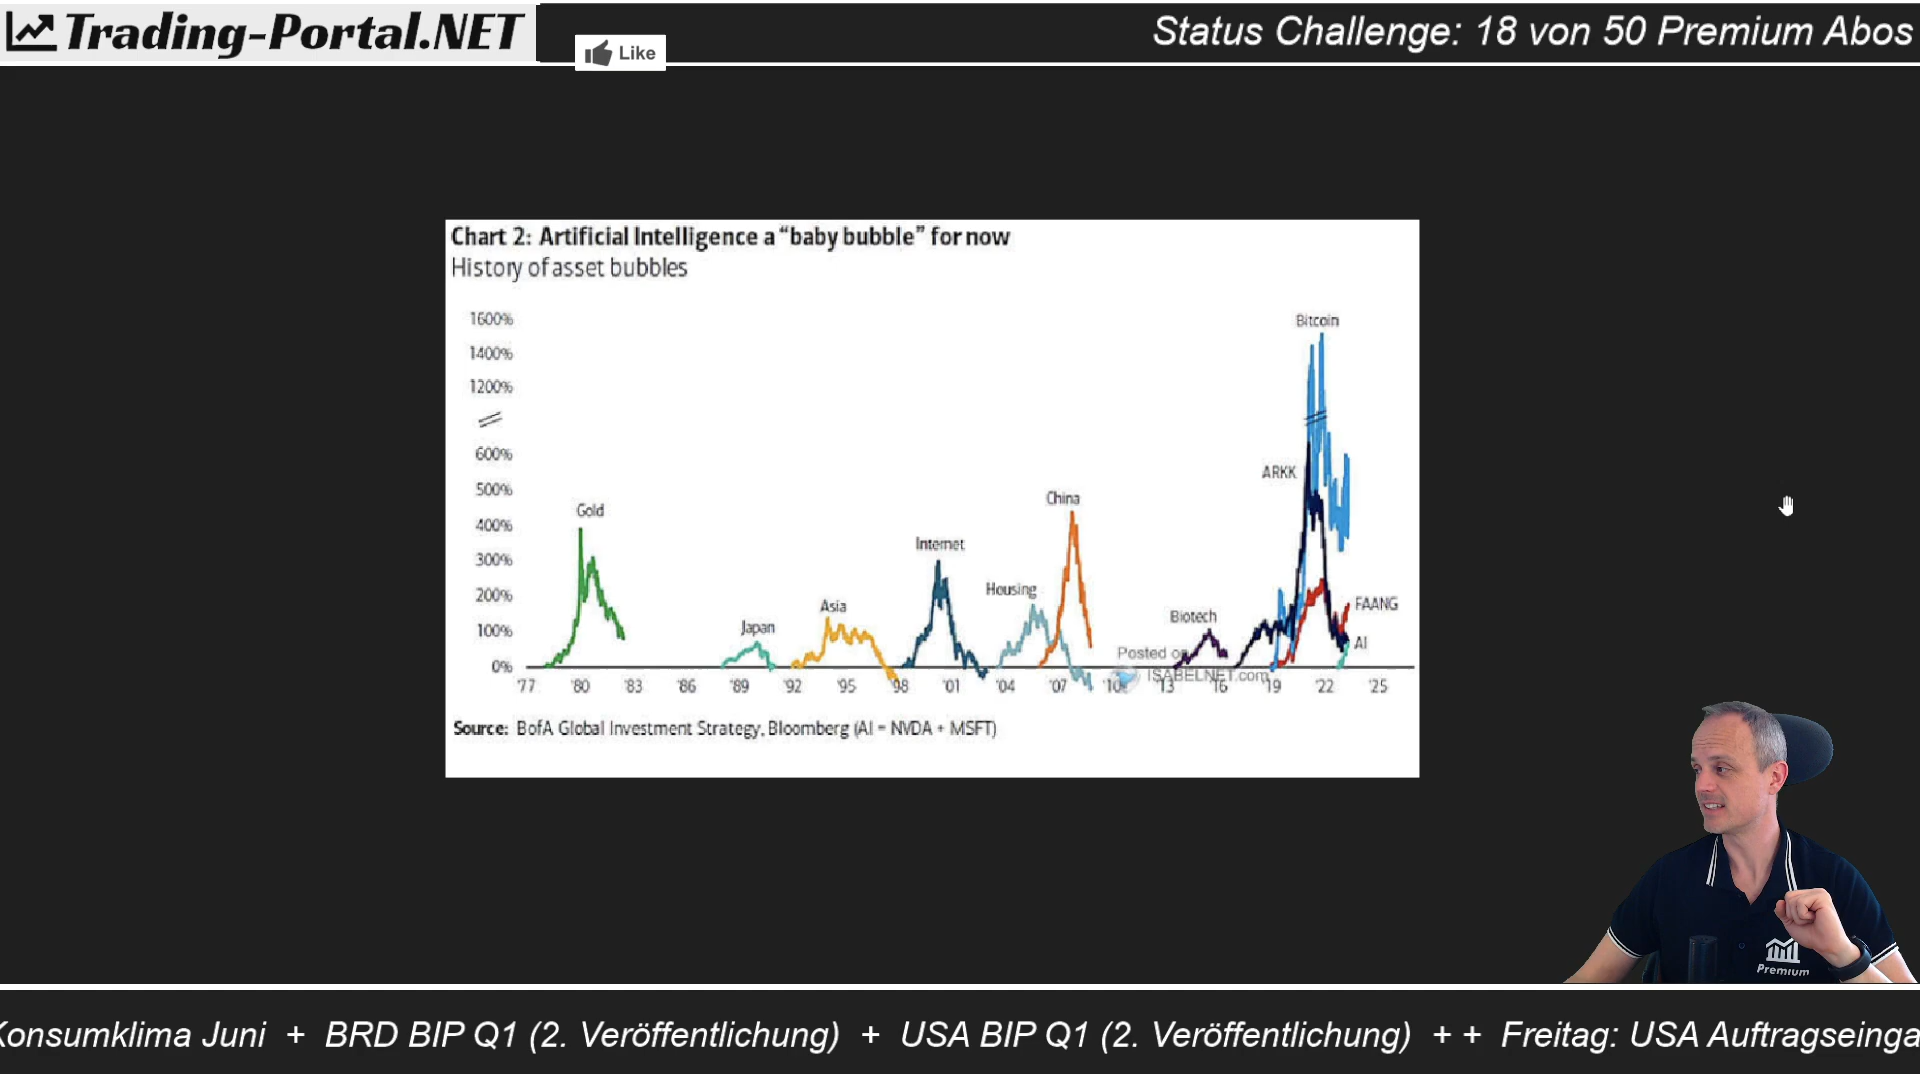 Trading-Portal.NET
Like
Status Challenge: 18 von 50 Premium Abos
Chart 2: Artificial Intelligence a “baby bubble” for now
History of asset bubbles
1600%
1400%
1200%
600%
500%
400%
300%
200%
100%
0%
Gold
Japan
Asia
Internet
Housing
China
Biotech
ARKK
Bitcoin
FAANG
AI
Posted on
ISABELNET.com
'77 '80 '83 '86 '89 '92 '95 '98 '01 '04 '07 '10 '13 '16 '19 '22 '25
Source: BofA Global Investment Strategy, Bloomberg (AI = NVDA + MSFT)
Premium
Konsumklima Juni + BRD BIP Q1 (2. Veröffentlichung) + USA BIP Q1 (2. Veröffentlichung) + + Freitag: USA Auftragseinga